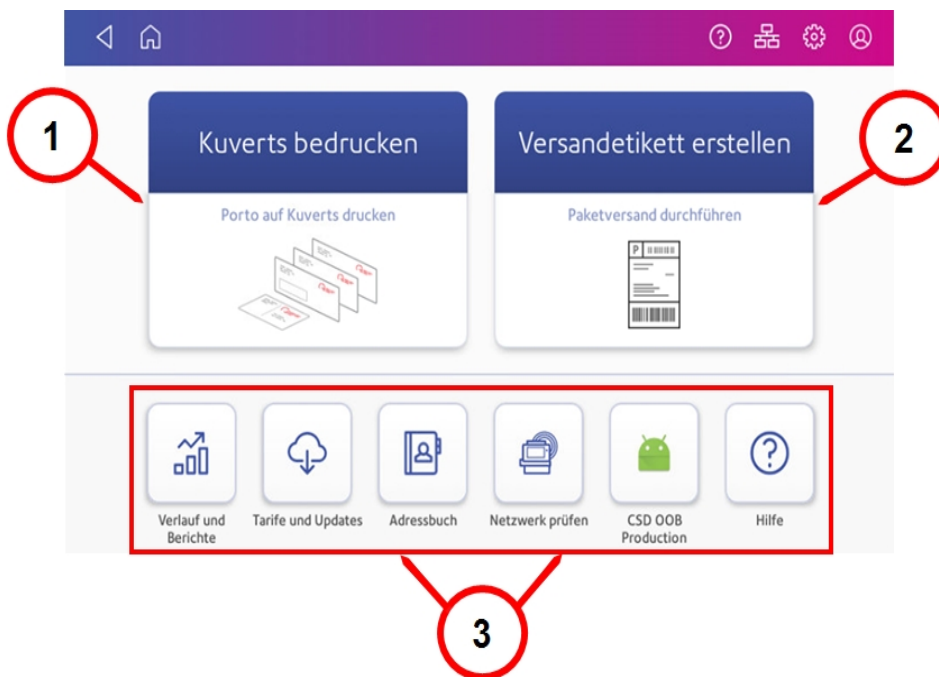 1
2
Kuverts bedrucken
Porto auf Kuverts drucken
Versandetikett erstellen
Paketversand durchführen
P
Verlauf und
Berichte
Tarife und Updates
Adressbuch
Netzwerk prüfen
CSD OOB
Production
Hilfe
3